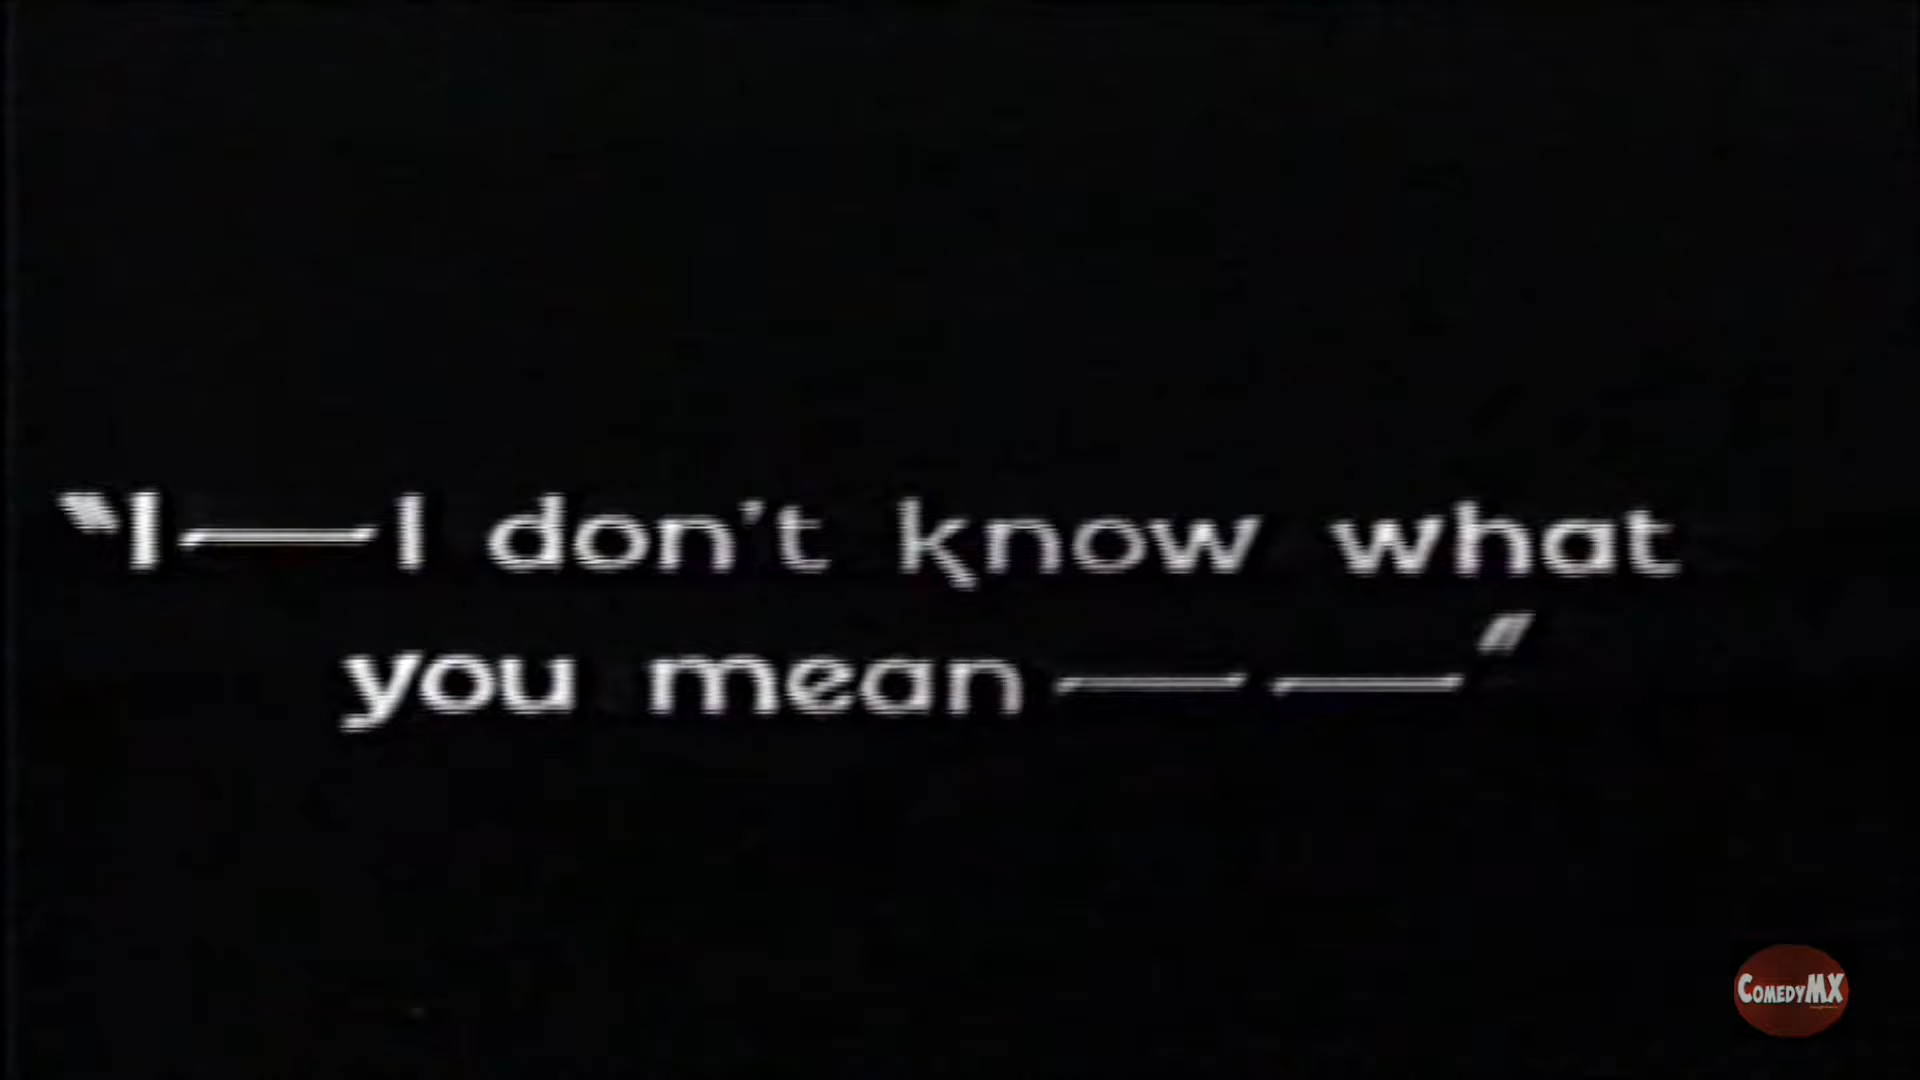 “I—I don't know what
you mean— —”
COMEDYMX